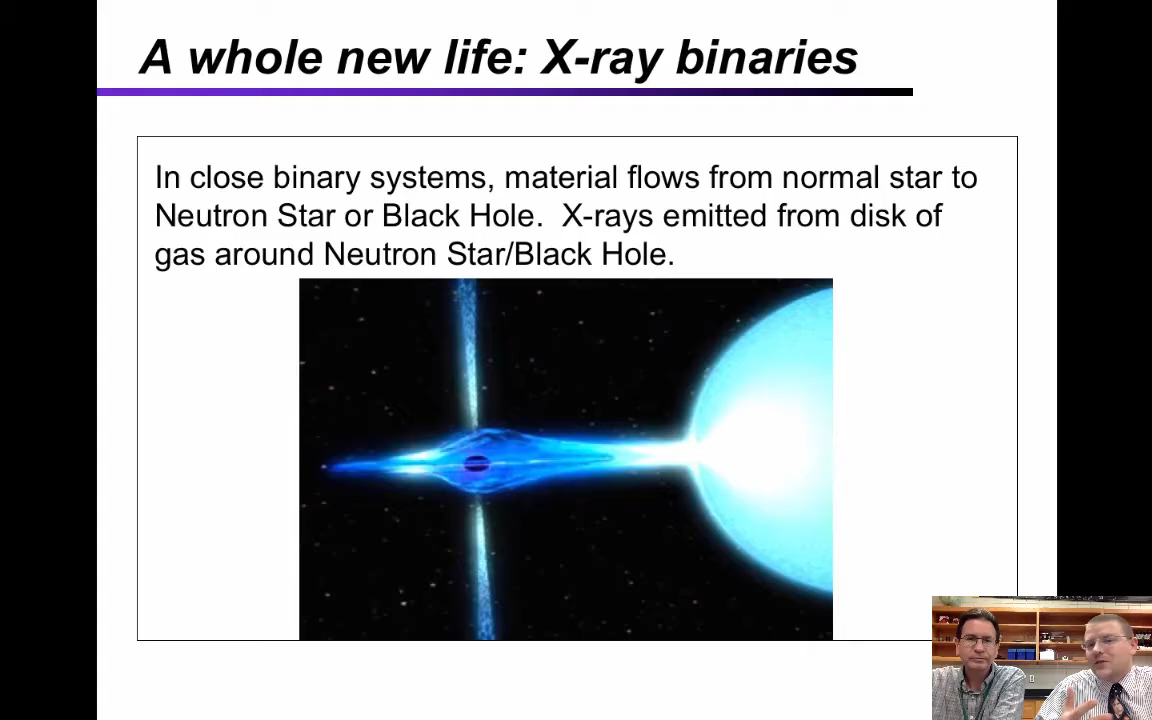 A whole new life: X-ray binaries
In close binary systems, material flows from normal star to
Neutron Star or Black Hole.  X-rays emitted from disk of
gas around Neutron Star/Black Hole.